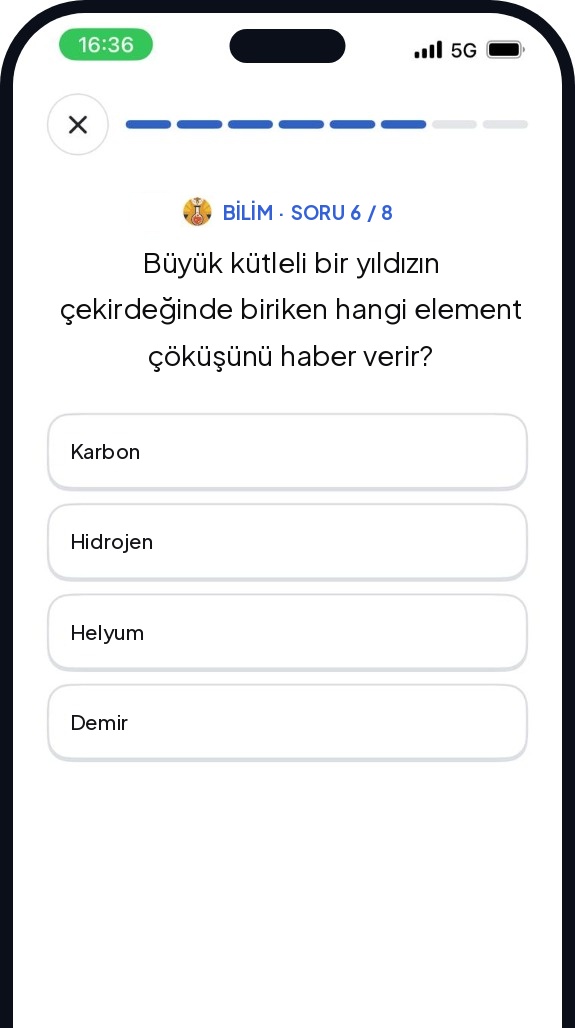 16:36
5G
BİLİM · SORU 6 / 8
Büyük kütleli bir yıldızın
çekirdeğinde biriken hangi element
çöküşünü haber verir?
Karbon
Hidrojen
Helyum
Demir